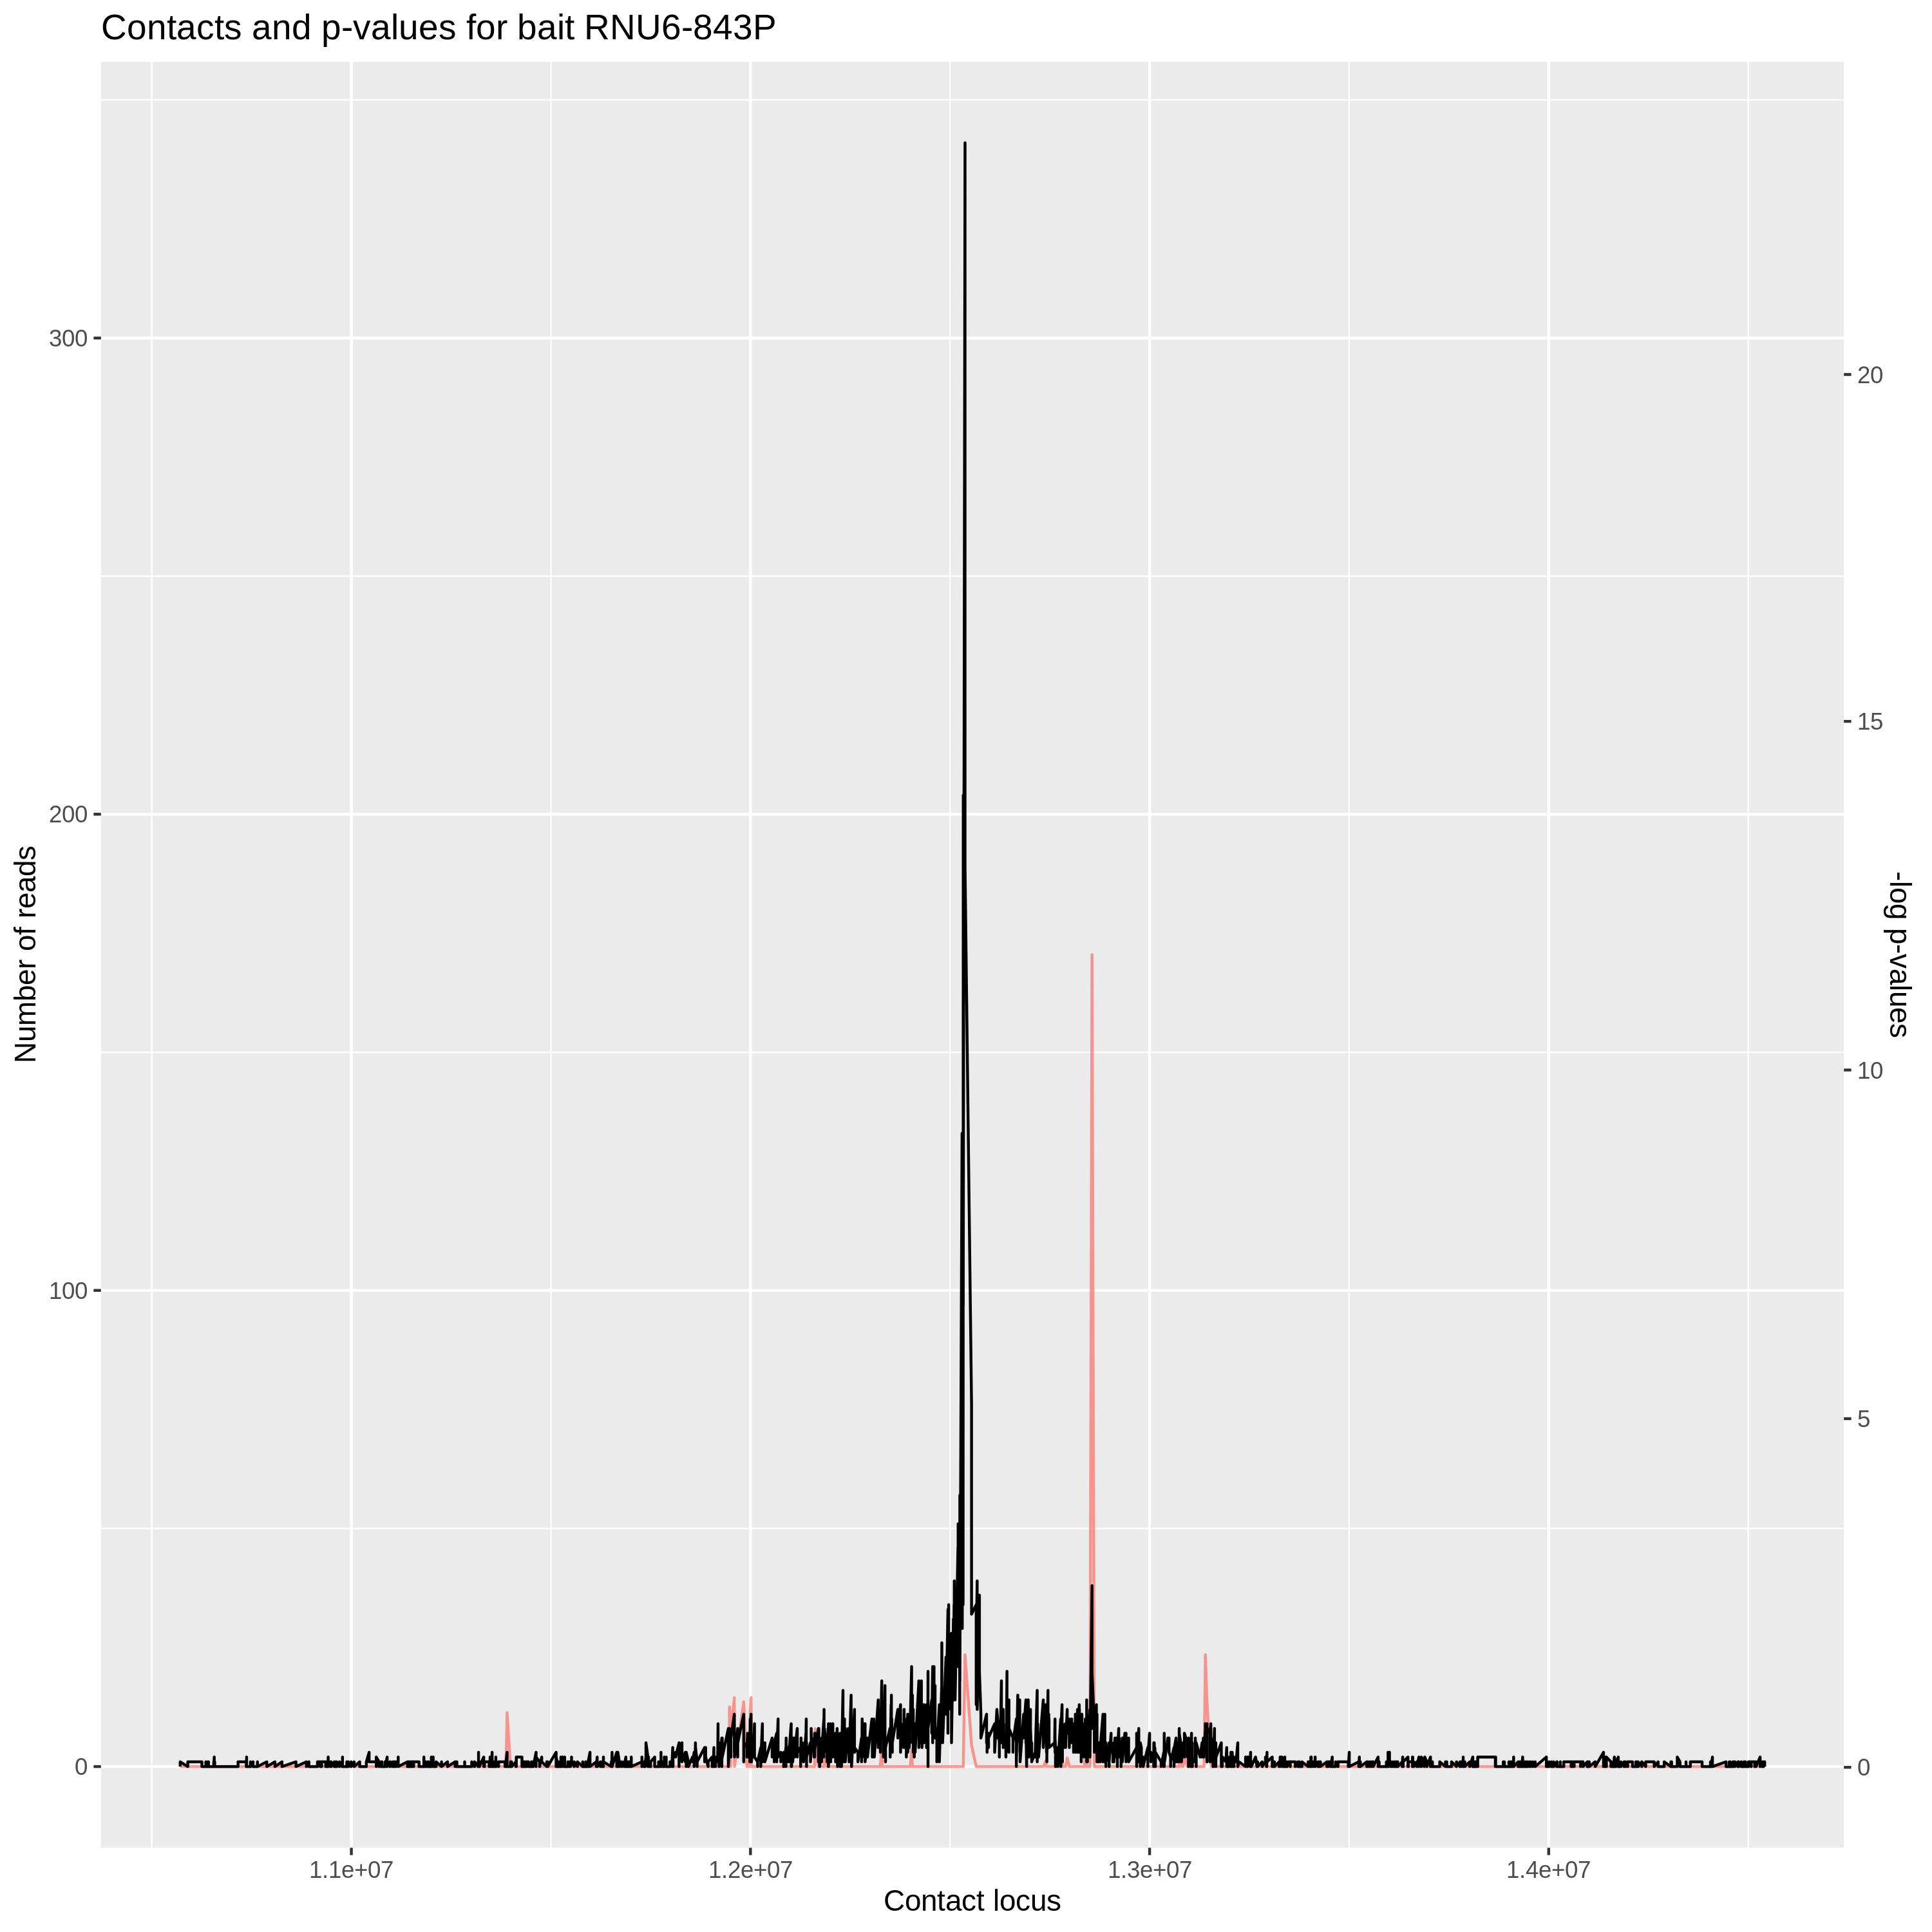 Contacts and p-values for bait RNU6-843P
300
200
100
0
Number of reads
20
15
10
5
0
-log p-values
1.1e+07
1.2e+07
1.3e+07
1.4e+07
Contact locus